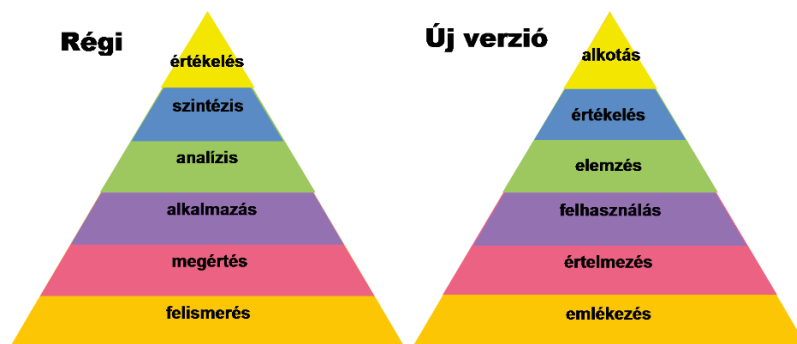 Régi
értékelés
szintézis
analízis
alkalmazás
megértés
felismerés
Új verzió
alkotás
értékelés
elemzés
felhasználás
értelmezés
emlékezés